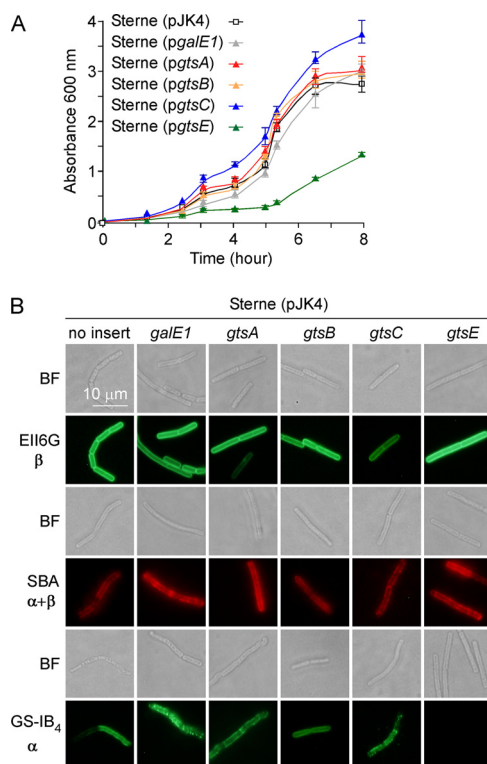 A
Sterne (pJK4)
Sterne (pgalE1)
Sterne (pgtsA)
Sterne (pgtsB)
Sterne (pgtsC)
Sterne (pgtsE)
Absorbance 600 nm
4
3
2
1
0
0 2 4 6 8
Time (hour)
B
Sterne (pJK4)
no insert galE1 gtsA gtsB gtsC gtsE
BF
10 μm
EII6G
β
BF
SBA
α+β
BF
GS-IB4
α